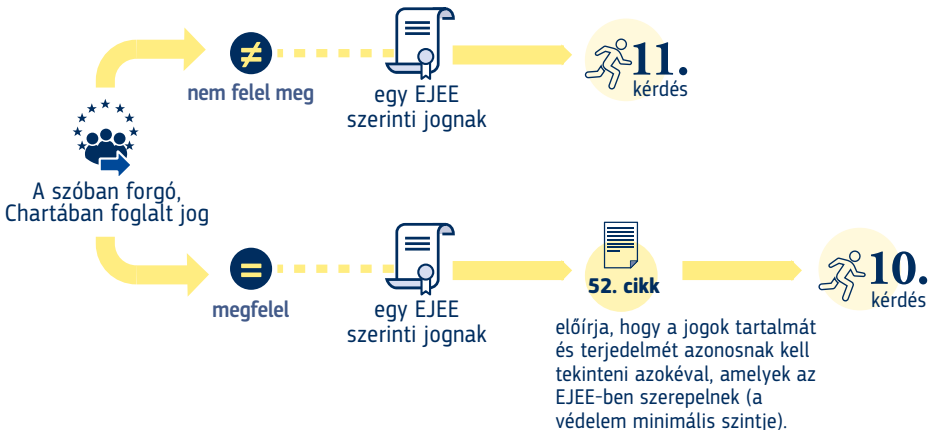 ≠
nem felel meg
egy EJEE
szerinti jognak
11.
kérdés
A szóban forgó,
Chartában foglalt jog
=
megfelel
egy EJEE
szerinti jognak
52. cikk
előírja, hogy a jogok tartalmát
és terjedelmét azonosnak kell
tekinteni azokéval, amelyek az
EJEE-ben szerepelnek (a
védelem minimális szintje).
10.
kérdés